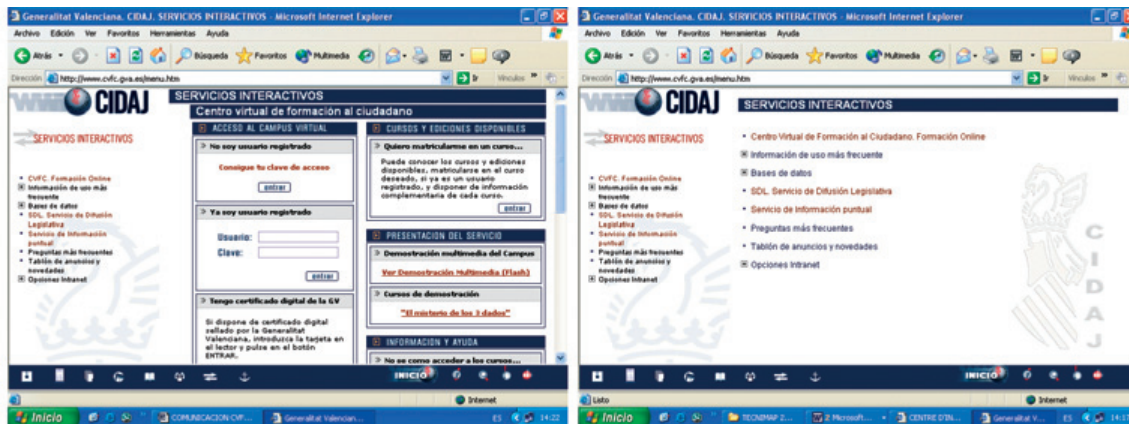 Generalitat Valenciana. CIDAJ. SERVICIOS INTERACTIVOS - Microsoft Internet Explorer
Archivo Edición Ver Favoritos Herramientas Ayuda
Atrás Búsqueda Favoritos Multimedia
Dirección http://www.cvfc.gva.es/menu.htm Ir Vínculos
www CIDAJ
SERVICIOS INTERACTIVOS
CVFC. Formación Online
Información de uso más
frecuente
Bases de datos
SDL. Servicio de Difusión
Legislativa
Servicio de Información
puntual
Preguntas más frecuentes
Tablón de anuncios y
novedades
Opciones Intranet
SERVICIOS INTERACTIVOS
Centro virtual de formación al ciudadano
ACCESO AL CAMPUS VIRTUAL
No soy usuario registrado
Consigue tu clave de acceso
entrar
Ya soy usuario registrado
Usuario:
Clave:
entrar
Tengo certificado digital de la GV
Si dispone de certificado digital
sellado por la Generalitat
Valenciana, introduzca la tarjeta en
el lector y pulse en el botón
ENTRAR.
CURSOS Y EDICIONES DISPONIBLES
Quiero matricularme en un curso...
Puede conocer los cursos y ediciones
disponibles, matricularse en el curso
deseado, si ya es un usuario
registrado, y disponer de información
complementaria de cada curso.
entrar
PRESENTACION DEL SERVICIO
Demostración multimedia del Campus
Ver Demostración Multimedia (Flash)
Cursos de demostración
"El misterio de los 3 dados"
INFORMACION Y AYUDA
No se como acceder a los cursos...
INICIO
Internet
Inicio COMUNICACION CVF... Generalitat Valencian... ES 14:22
Generalitat Valenciana. CIDAJ. SERVICIOS INTERACTIVOS - Microsoft Internet Explorer
Archivo Edición Ver Favoritos Herramientas Ayuda
Atrás Búsqueda Favoritos Multimedia
Dirección http://www.cvfc.gva.es/menu.htm Ir Vínculos
www CIDAJ
SERVICIOS INTERACTIVOS
CVFC. Formación Online
Información de uso más
frecuente
Bases de datos
SDL. Servicio de Difusión
Legislativa
Servicio de Información
puntual
Preguntas más frecuentes
Tablón de anuncios y
novedades
Opciones Intranet
SERVICIOS INTERACTIVOS
Centro Virtual de Formación al Ciudadano. Formación Online
Información de uso más frecuente
Bases de datos
SDL. Servicio de Difusión Legislativa
Servicio de Información puntual
Preguntas más frecuentes
Tablón de anuncios y novedades
Opciones Intranet
CIDAJ
INICIO
Listo Internet
Inicio TECNIMAP 2... 2 Microsoft... CENTRE D'IN... Generalitat V... ES 14:17